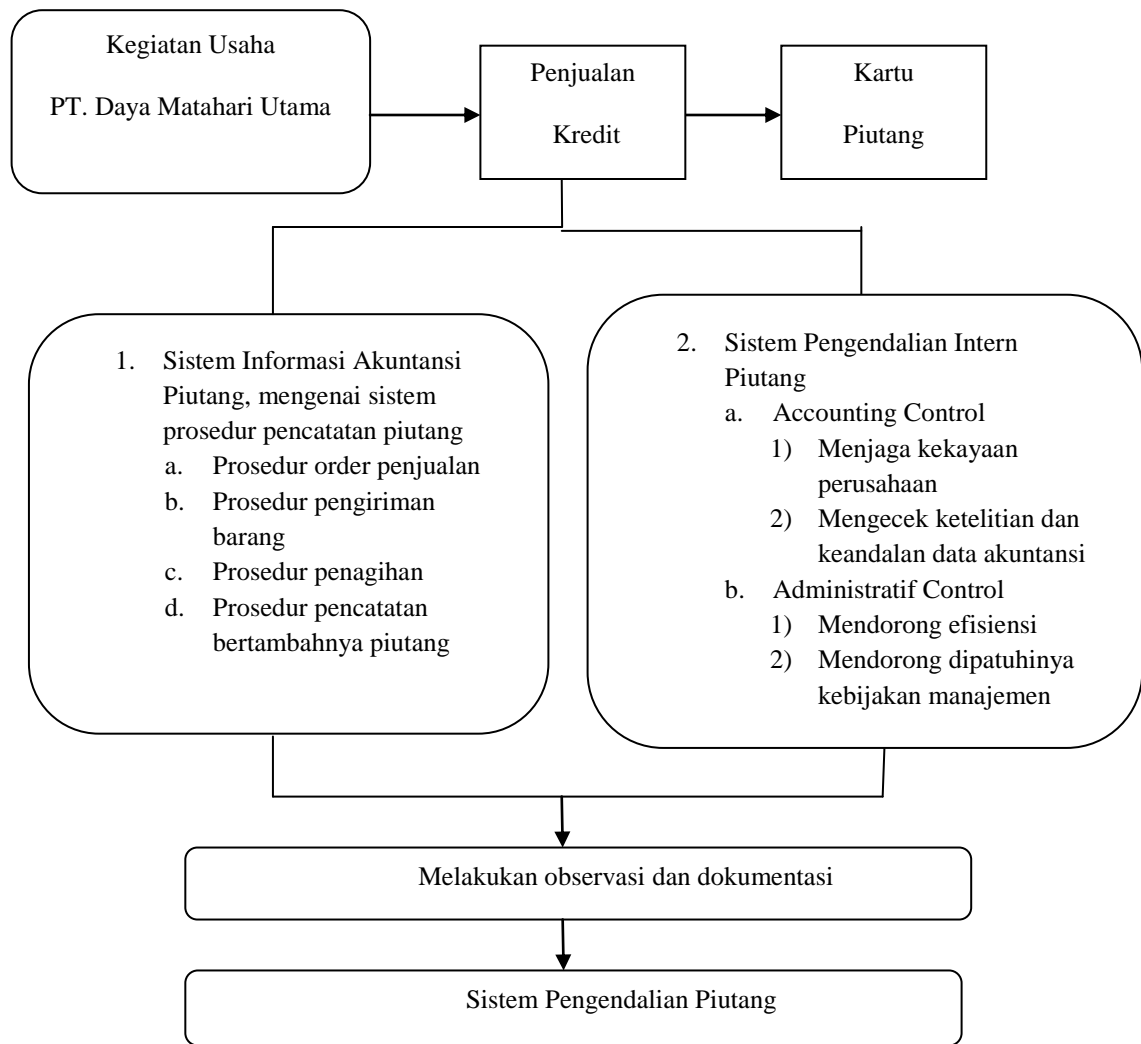 Kegiatan Usaha
PT. Daya Matahari Utama
Penjualan
Kredit
Kartu
Piutang
1. Sistem Informasi Akuntansi
Piutang, mengenai sistem
prosedur pencatatan piutang
a. Prosedur order penjualan
b. Prosedur pengiriman
barang
c. Prosedur penagihan
d. Prosedur pencatatan
bertambahnya piutang
2. Sistem Pengendalian Intern
Piutang
a. Accounting Control
1) Menjaga kekayaan
perusahaan
2) Mengecek ketelitian dan
keandalan data akuntansi
b. Administratif Control
1) Mendorong efisiensi
2) Mendorong dipatuhinya
kebijakan manajemen
Melakukan observasi dan dokumentasi
Sistem Pengendalian Piutang